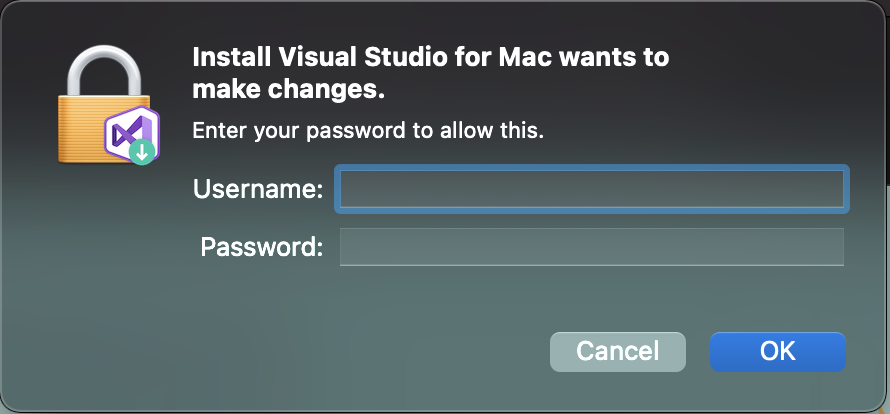 Install Visual Studio for Mac wants to
make changes.
Enter your password to allow this.
Username:
Password:
Cancel OK